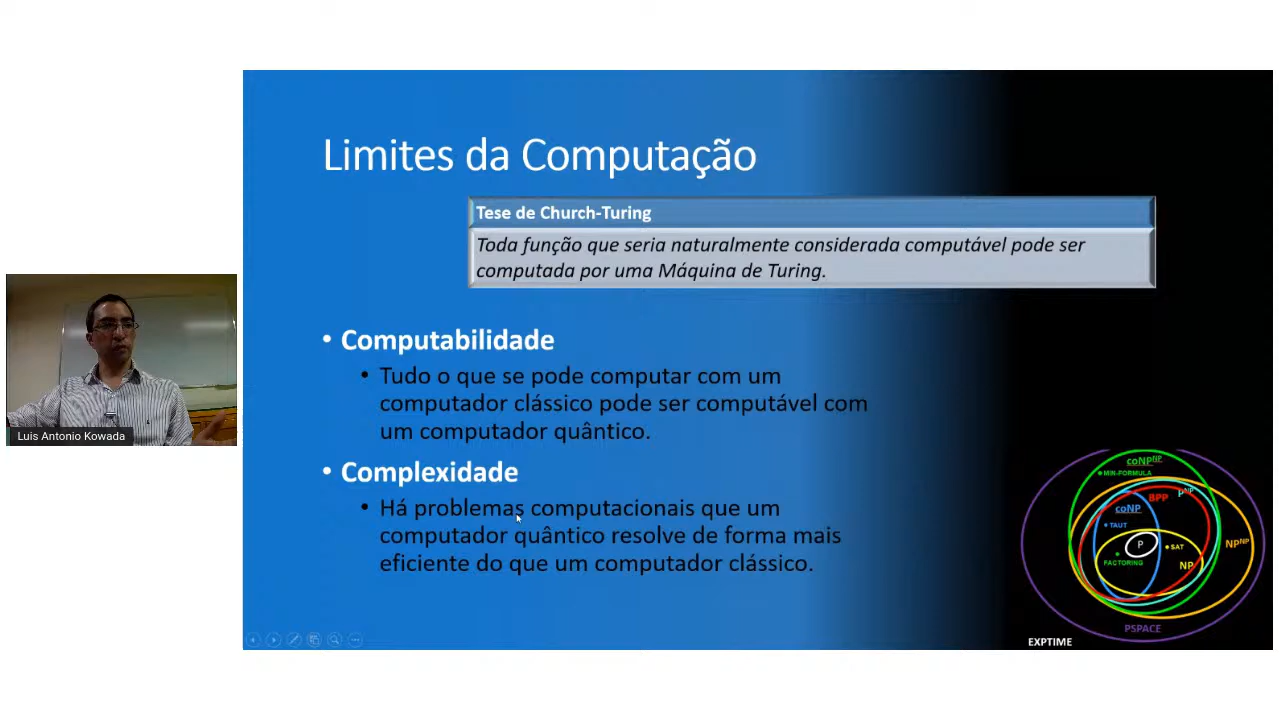 Limites da Computação
Tese de Church-Turing
Toda função que seria naturalmente considerada computável pode ser
computada por uma Máquina de Turing.
• Computabilidade
• Tudo o que se pode computar com um
computador clássico pode ser computável com
um computador quântico.
• Complexidade
• Há problemas computacionais que um
computador quântico resolve de forma mais
eficiente do que um computador clássico.
Luis Antonio Kowada
coNP^NP
MIN-FORMULA
BPP
P^NP
coNP
TAUT
P
SAT
NP^NP
FACTORING
NP
PSPACE
EXPTIME